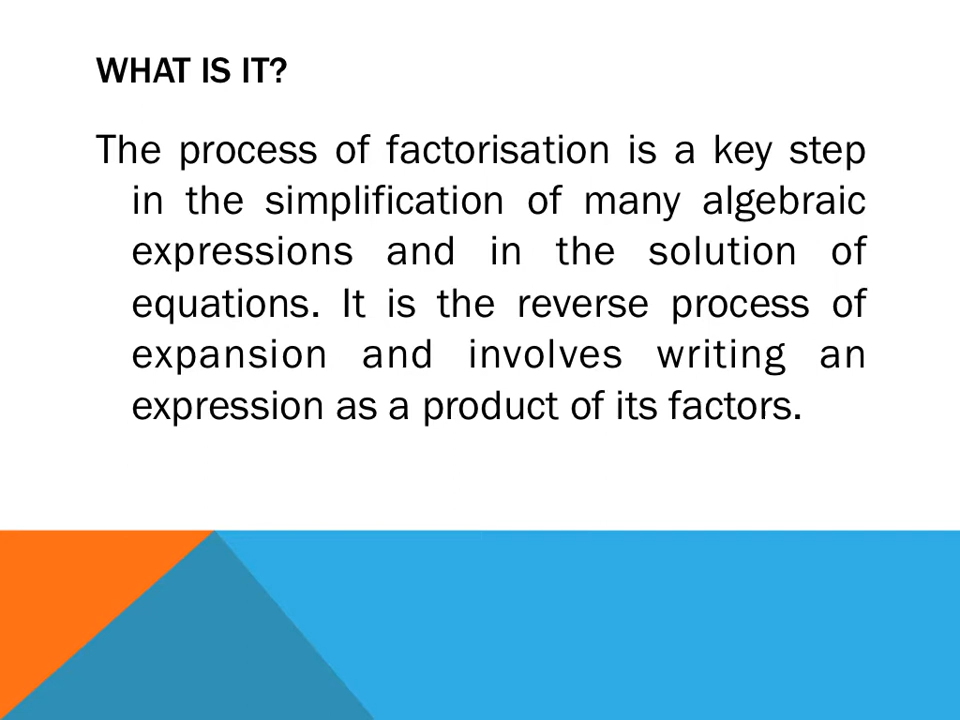 WHAT IS IT?
The process of factorisation is a key step
in the simplification of many algebraic
expressions and in the solution of
equations. It is the reverse process of
expansion and involves writing an
expression as a product of its factors.